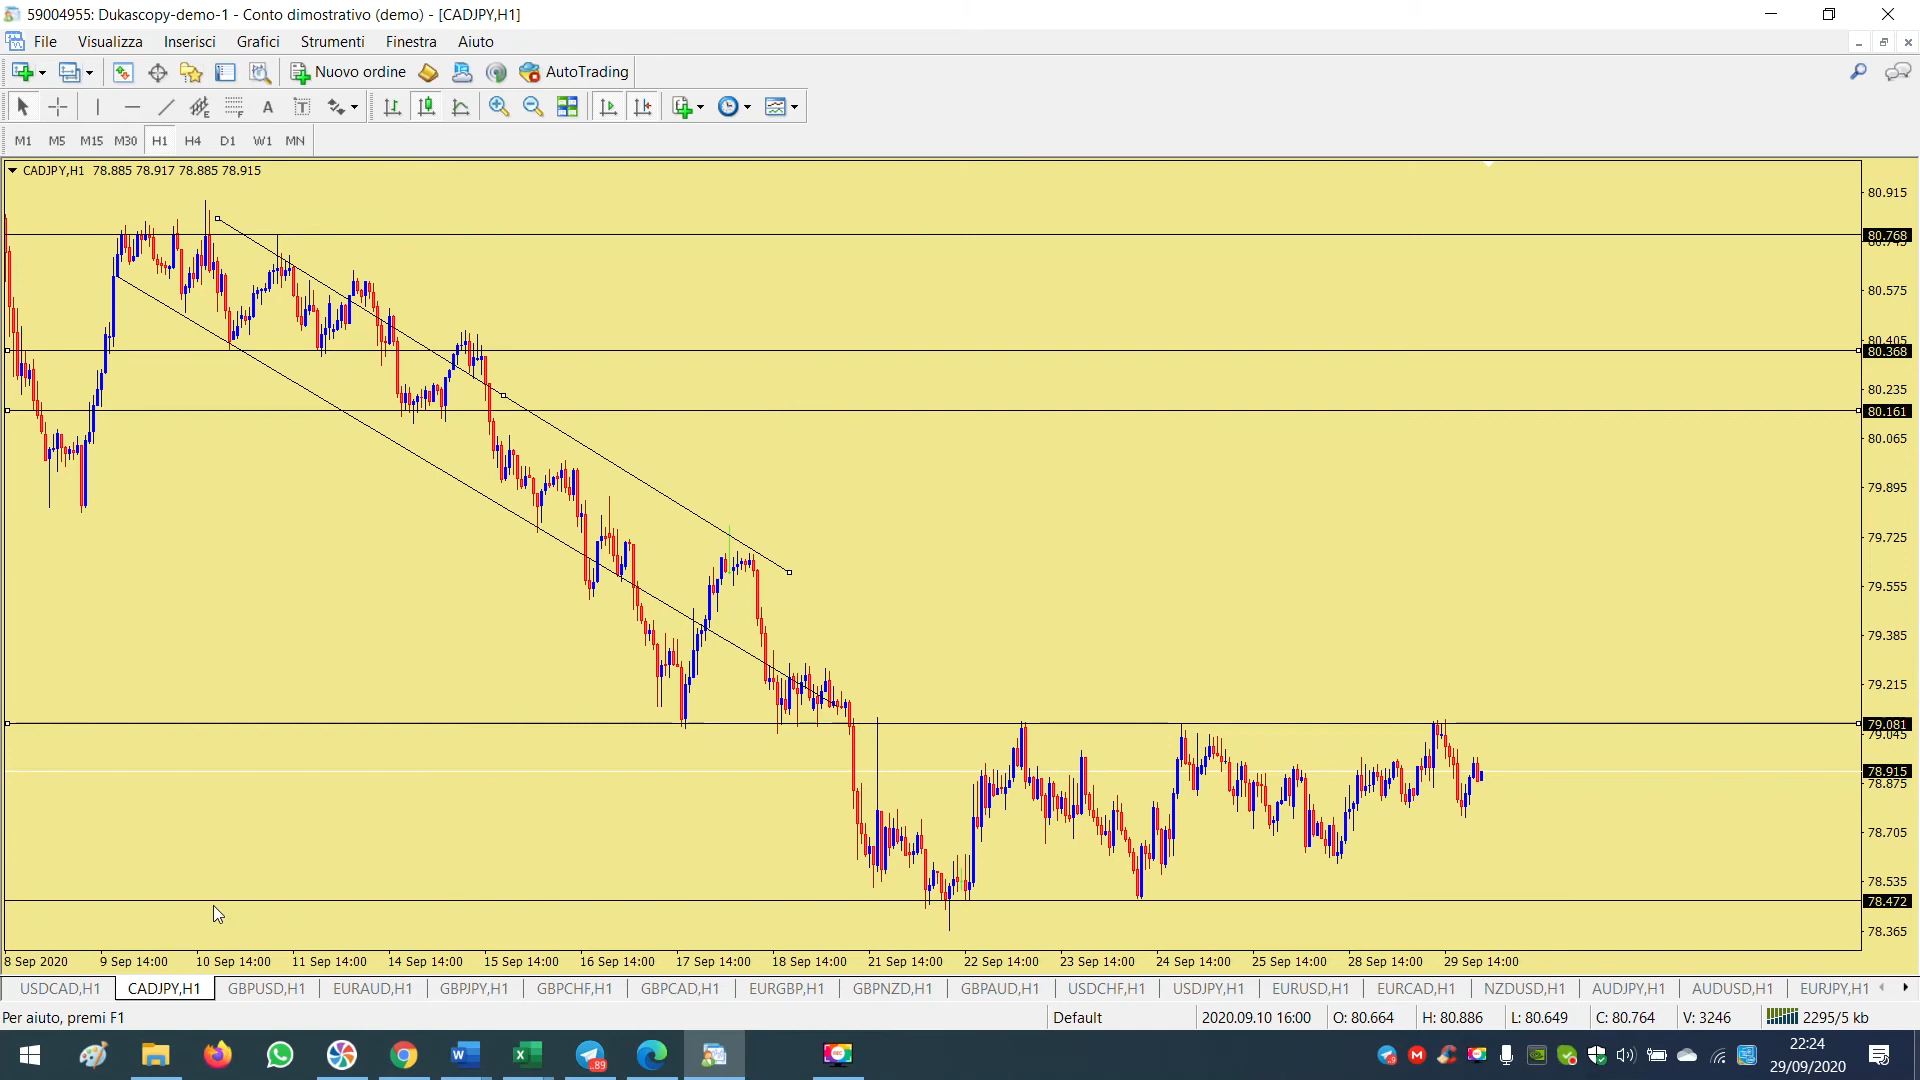 59004955: Dukascopy-demo-1 - Conto dimostrativo (demo) - [CADJPY,H1]
File Visualizza Inserisci Grafici Strumenti Finestra Aiuto
Nuovo ordine AutoTrading
A T
M1 M5 M15 M30 H1 H4 D1 W1 MN
CADJPY,H1 78.885 78.917 78.885 78.915
80.915
80.768
80.575
80.405
80.368
80.235
80.161
80.065
79.895
79.725
79.555
79.385
79.215
79.081
79.045
78.915
78.875
78.705
78.535
78.472
78.365
8 Sep 2020 9 Sep 14:00 10 Sep 14:00 11 Sep 14:00 14 Sep 14:00 15 Sep 14:00 16 Sep 14:00 17 Sep 14:00 18 Sep 14:00 21 Sep 14:00 22 Sep 14:00 23 Sep 14:00 24 Sep 14:00 25 Sep 14:00 28 Sep 14:00 29 Sep 14:00
USDCAD,H1 CADJPY,H1 GBPUSD,H1 EURAUD,H1 GBPJPY,H1 GBPCHF,H1 GBPCAD,H1 EURGBP,H1 GBPNZD,H1 GBPAUD,H1 USDCHF,H1 USDJPY,H1 EURUSD,H1 EURCAD,H1 NZDUSD,H1 AUDJPY,H1 AUDUSD,H1 EURJPY,H1
Per aiuto, premi F1 Default 2020.09.10 16:00 O: 80.664 H: 80.886 L: 80.649 C: 80.764 V: 3246 2295/5 kb
89
22:24
29/09/2020